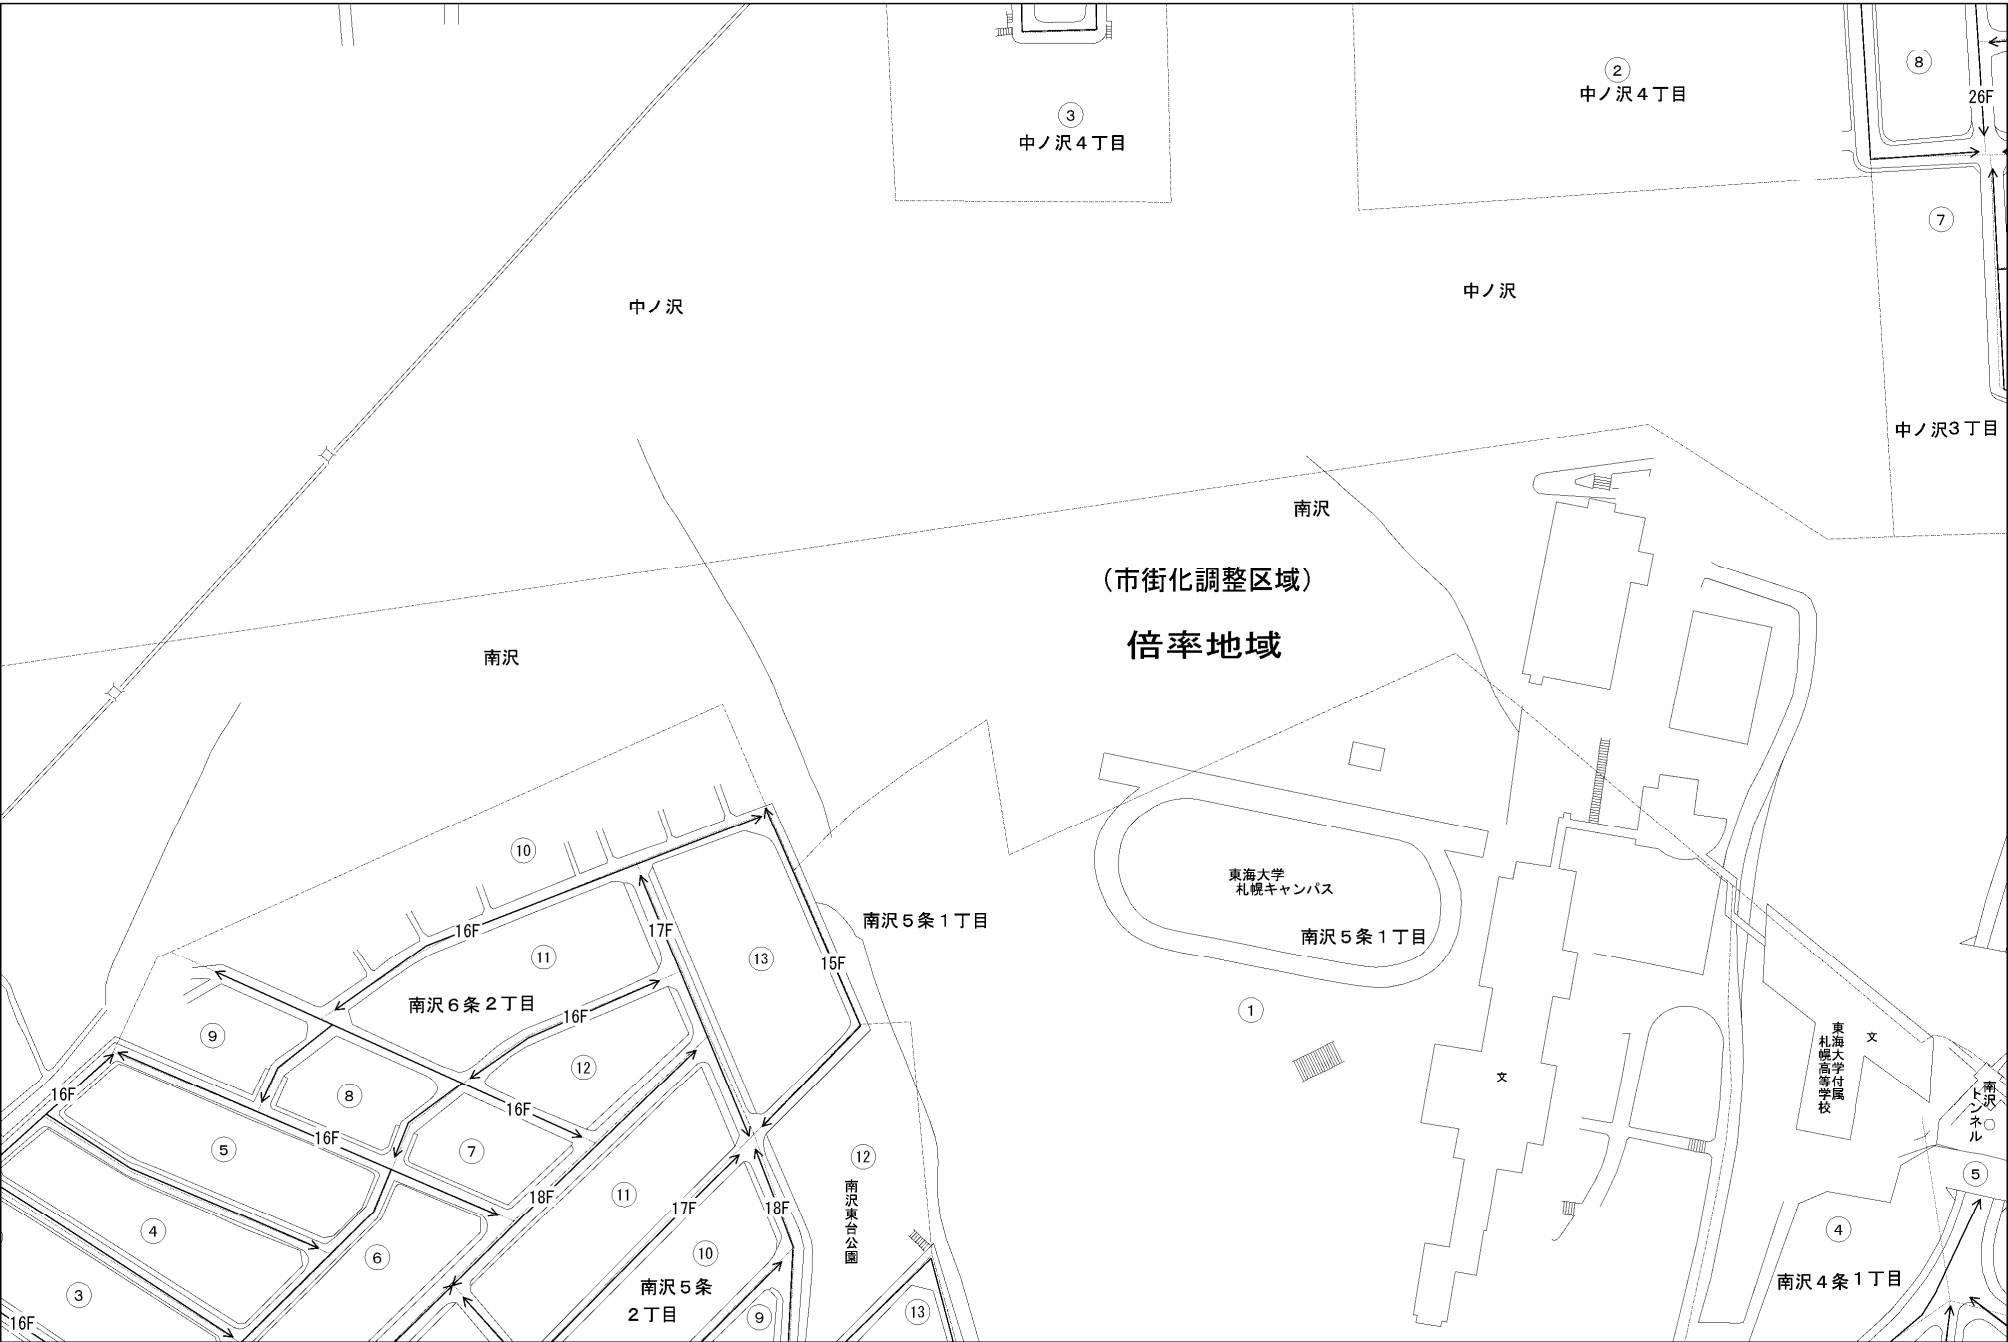 ⑧
②
中ノ沢４丁目
26F
③
中ノ沢４丁目
⑦
中ノ沢
中ノ沢
中ノ沢３丁目
南沢
（市街化調整区域）
倍率地域
南沢
⑩
東海大学
札幌キャンパス
南沢５条１丁目
南沢５条１丁目
16F
17F
⑪
⑬
15F
南沢６条２丁目
①
16F
⑨
東海大学付属
札幌高等学校
文
⑫
文
16F
⑧
16F
南沢
トンネル
16F
⑤
⑦
⑫
⑤
18F
⑪
17F
18F
南沢東台公園
④
④
⑥
⑩
南沢４条１丁目
南沢５条
２丁目
③
⑨
⑬
16F